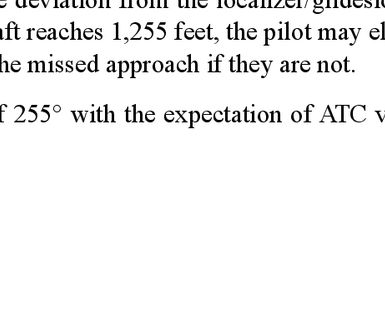 deviation from the localizer/glideslo
aft reaches 1,255 feet, the pilot may el
he missed approach if they are not.
f 255° with the expectation of ATC v